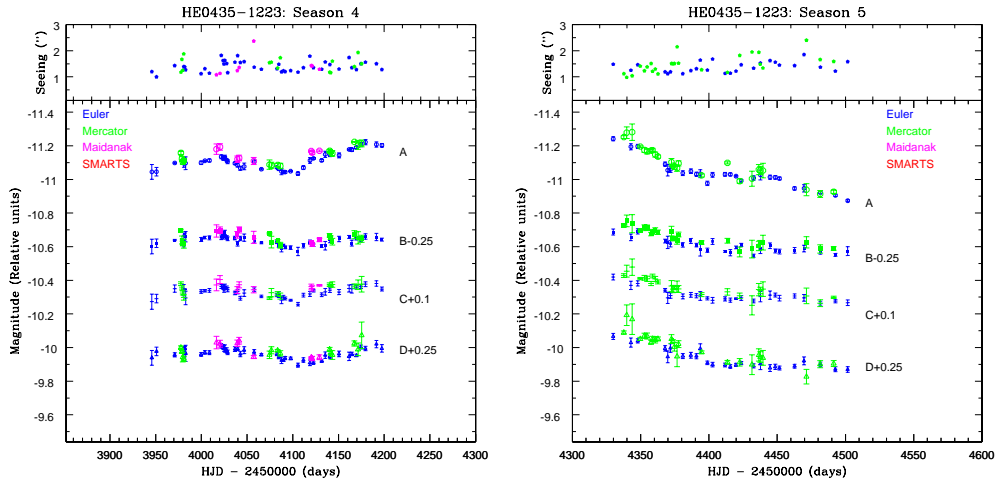 HE0435-1223: Season 4
Seeing (")
3
2
1
Magnitude (Relative units)
-11.4
-11.2
-11
-10.8
-10.6
-10.4
-10.2
-10
-9.8
-9.6
Euler
Mercator
Maidanak
SMARTS
A
B-0.25
C+0.1
D+0.25
3900
3950
4000
4050
4100
4150
4200
4250
4300
HJD - 2450000 (days)
HE0435-1223: Season 5
Seeing (")
3
2
1
Magnitude (Relative units)
-11.4
-11.2
-11
-10.8
-10.6
-10.4
-10.2
-10
-9.8
-9.6
Euler
Mercator
Maidanak
SMARTS
A
B-0.25
C+0.1
D+0.25
4300
4400
4500
4600
HJD - 2450000 (days)